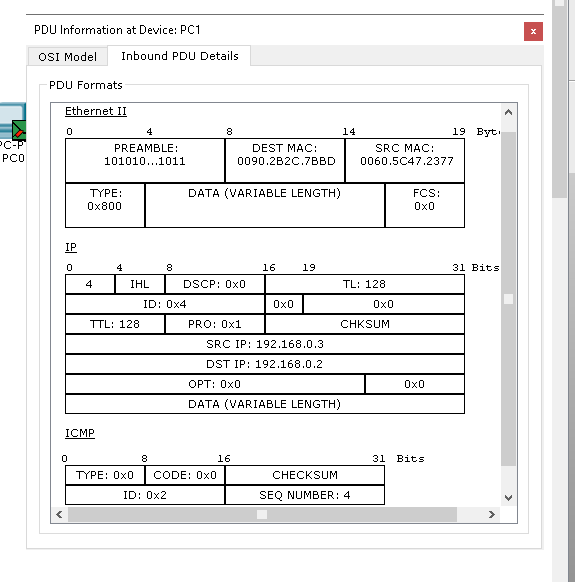 PDU Information at Device: PC1
x
OSI Model Inbound PDU Details
PDU Formats
Ethernet II
0 4 8 14 19 Byt
PREAMBLE: DEST MAC: SRC MAC:
101010...1011 0090.2B2C.7BBD 0060.5C47.2377
TYPE: DATA (VARIABLE LENGTH) FCS:
0x800 0x0
IP
0 4 8 16 19 31 Bits
4 IHL DSCP: 0x0 TL: 128
ID: 0x4 0x0 0x0
TTL: 128 PRO: 0x1 CHKSUM
SRC IP: 192.168.0.3
DST IP: 192.168.0.2
OPT: 0x0 0x0
DATA (VARIABLE LENGTH)
ICMP
0 8 16 31 Bits
TYPE: 0x0 CODE: 0x0 CHECKSUM
ID: 0x2 SEQ NUMBER: 4
PC-P
PC0